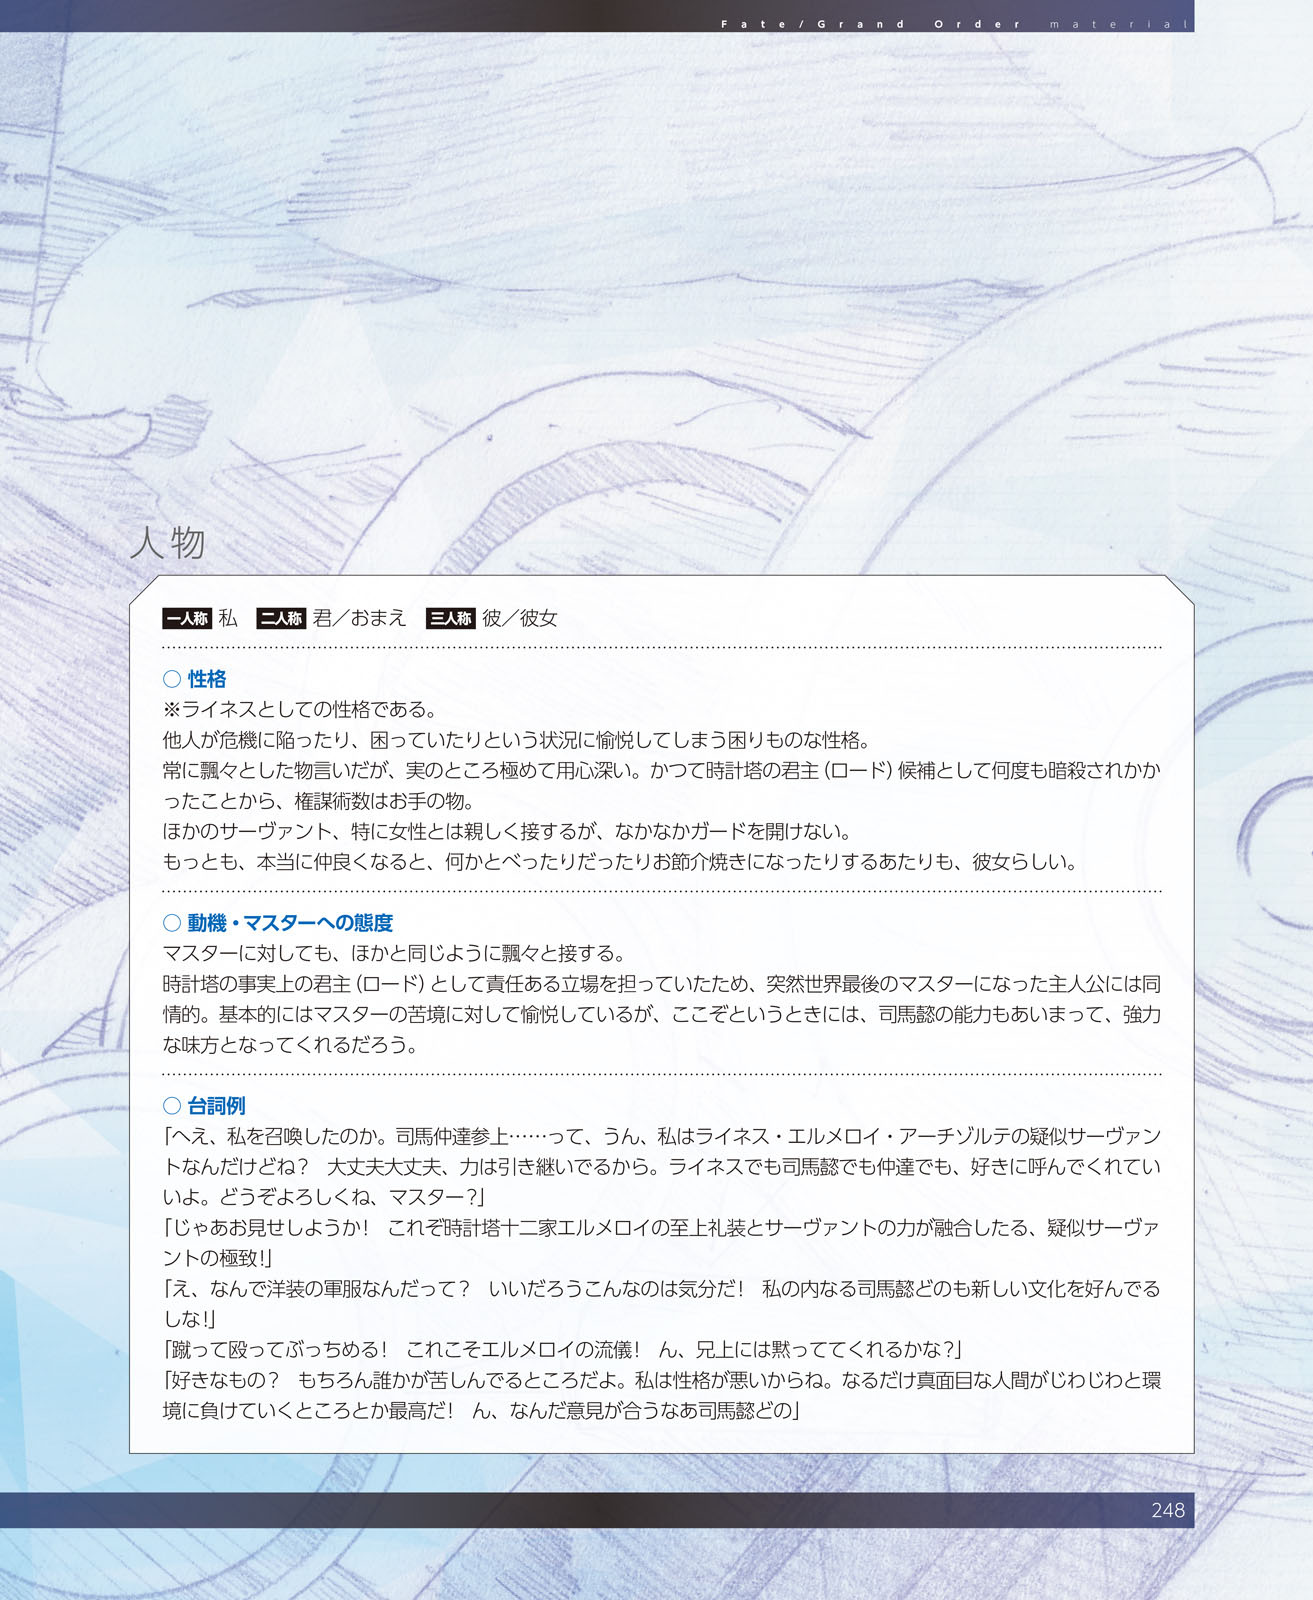 Fate/Grand Order material
人物
一人称 私 二人称 君／おまえ 三人称 彼／彼女
○ 性格
※ライネスとしての性格である。
他人が危機に陥ったり、困っていたりという状況に愉悦してしまう困りものな性格。
常に飄々とした物言いだが、実のところ極めて用心深い。かつて時計塔の君主（ロード）候補として何度も暗殺されかか
ったことから、権謀術数はお手の物。
ほかのサーヴァント、特に女性とは親しく接するが、なかなかガードを開けない。
もっとも、本当に仲良くなると、何かとべったりだったりお節介焼きになったりするあたりも、彼女らしい。
○ 動機・マスターへの態度
マスターに対しても、ほかと同じように飄々と接する。
時計塔の事実上の君主（ロード）として責任ある立場を担っていたため、突然世界最後のマスターになった主人公には同
情的。基本的にはマスターの苦境に対して愉悦しているが、ここぞというときには、司馬懿の能力もあいまって、強力
な味方となってくれるだろう。
○ 台詞例
「へえ、私を召喚したのか。司馬仲達参上……って、うん、私はライネス・エルメロイ・アーチゾルテの疑似サーヴァン
トなんだけどね？　大丈夫大丈夫、力は引き継いでるから。ライネスでも司馬懿でも仲達でも、好きに呼んでくれてい
いよ。どうぞよろしくね、マスター？」
「じゃあお見せしようか！　これぞ時計塔十二家エルメロイの至上礼装とサーヴァントの力が融合したる、疑似サーヴァ
ントの極致！」
「え、なんで洋装の軍服なんだって？　いいだろうこんなのは気分だ！　私の内なる司馬懿どのも新しい文化を好んでる
しな！」
「蹴って殴ってぶっちめる！　これこそエルメロイの流儀！　ん、兄上には黙っててくれるかな？」
「好きなもの？　もちろん誰かが苦しんでるところだよ。私は性格が悪いからね。なるだけ真面目な人間がじわじわと環
境に負けていくところとか最高だ！　ん、なんだ意見が合うなあ司馬懿どの」
248